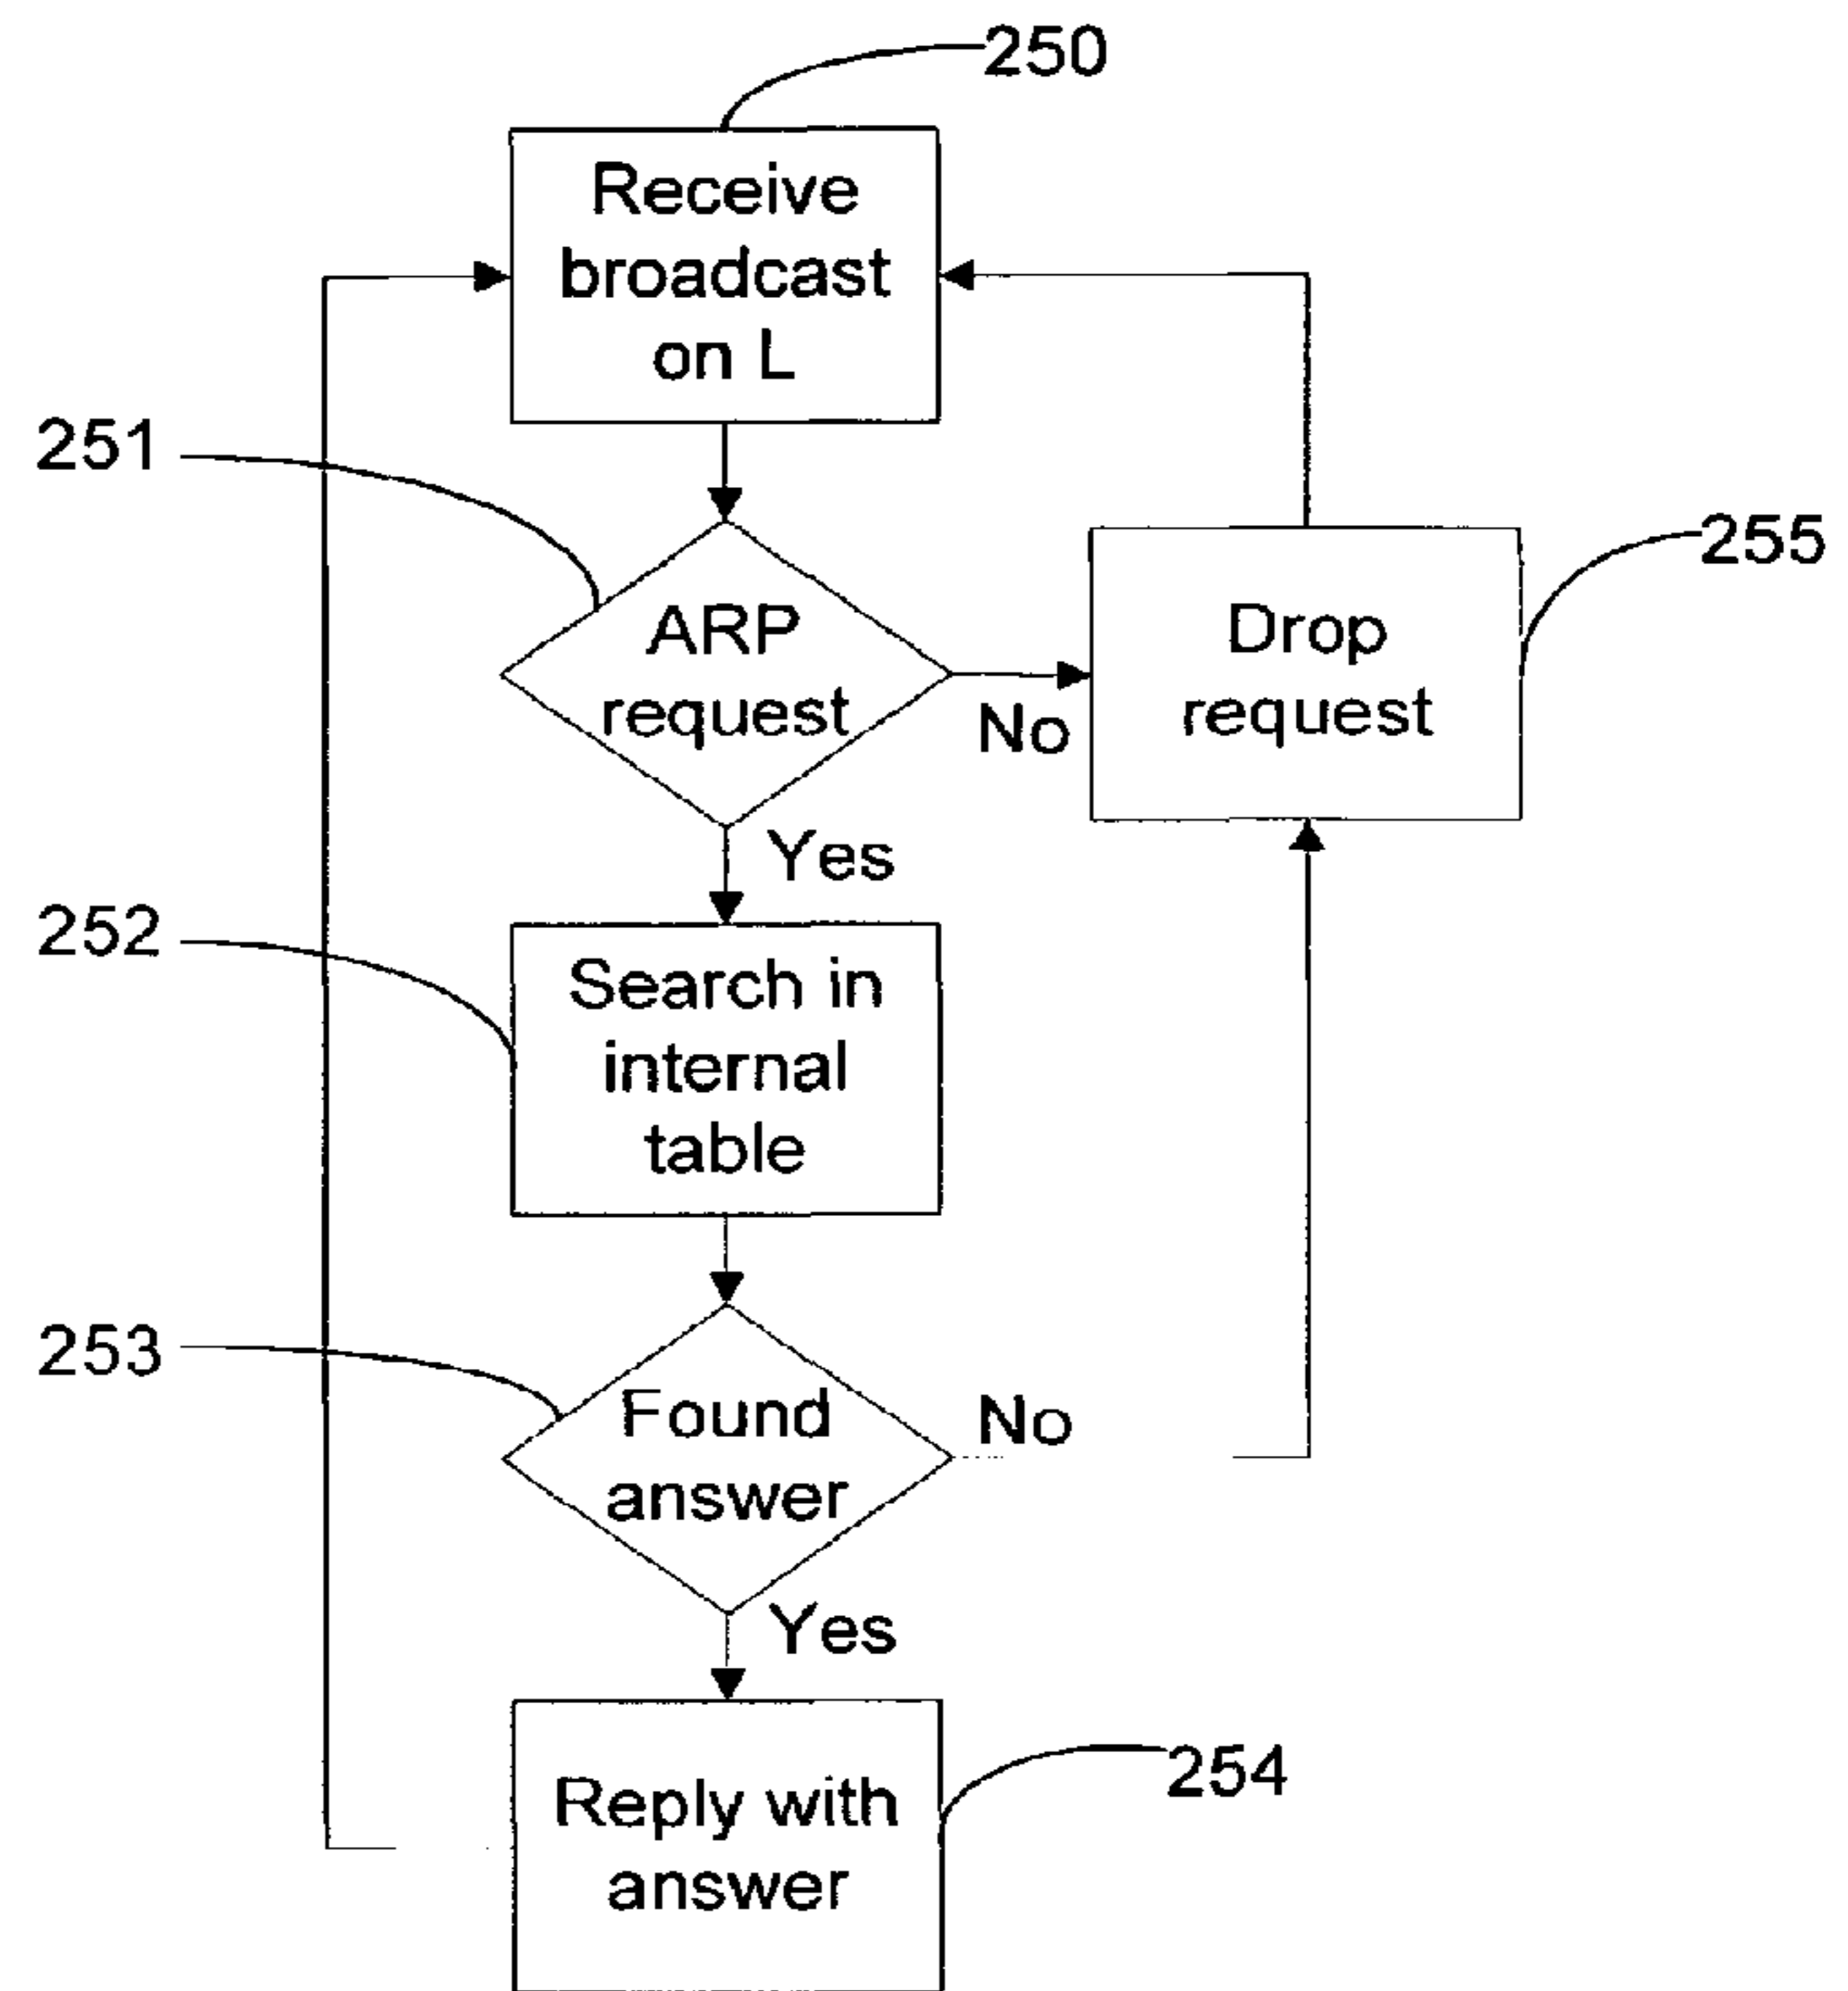 250
Receive
broadcast
on L
251
ARP
request
No
Drop
request
255
Yes
252
Search in
internal
table
253
Found
answer
No
Yes
Reply with
answer
254